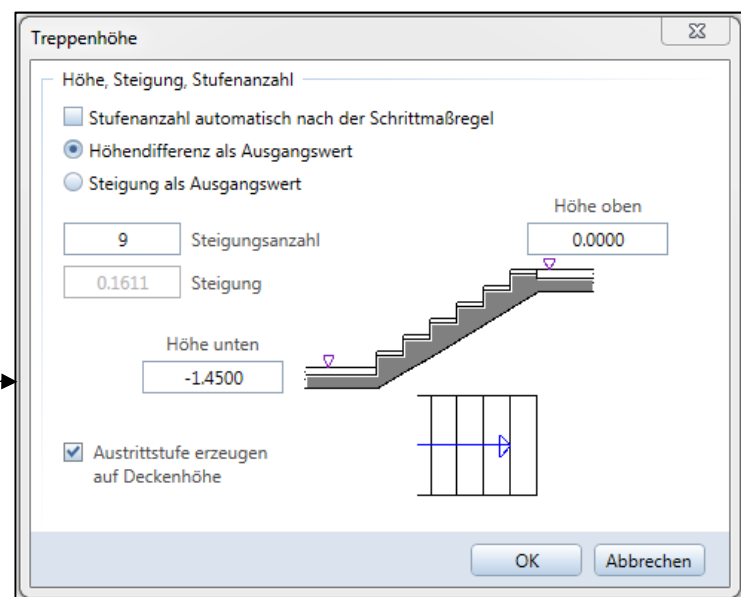 Treppenhöhe
Höhe, Steigung, Stufenanzahl
Stufenanzahl automatisch nach der Schrittmaßregel
Höhendifferenz als Ausgangswert
Steigung als Ausgangswert
Höhe oben
9 Steigungsanzahl 0.0000
0.1611 Steigung
Höhe unten
-1.4500
Austrittstufe erzeugen
auf Deckenhöhe
OK Abbrechen